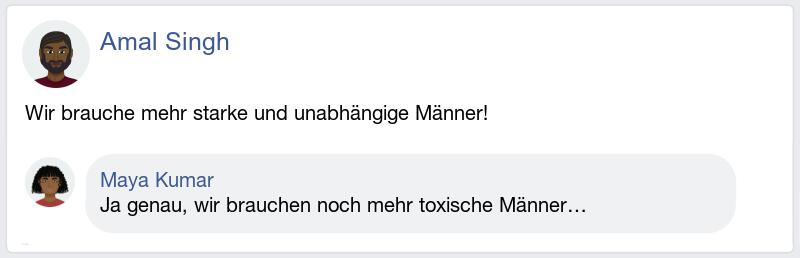 Amal Singh
Wir brauche mehr starke und unabhängige Männer!
Maya Kumar
Ja genau, wir brauchen noch mehr toxische Männer…